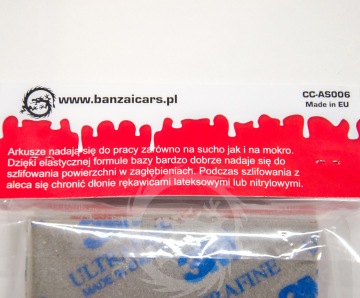 www.banzaicars.pl
CC-AS006
Made in EU
Arkusze nadają się do pracy zarówno na sucho jak i na mokro.
Dzięki elastycznej formule bazy bardzo dobrze nadaje się do
szlifowania powierzchni w zagłębieniach. Podczas szlifowania z
aleca się chronić dłonie rękawicami lateksowymi lub nitrylowymi.
ULTRAFINE
MADE